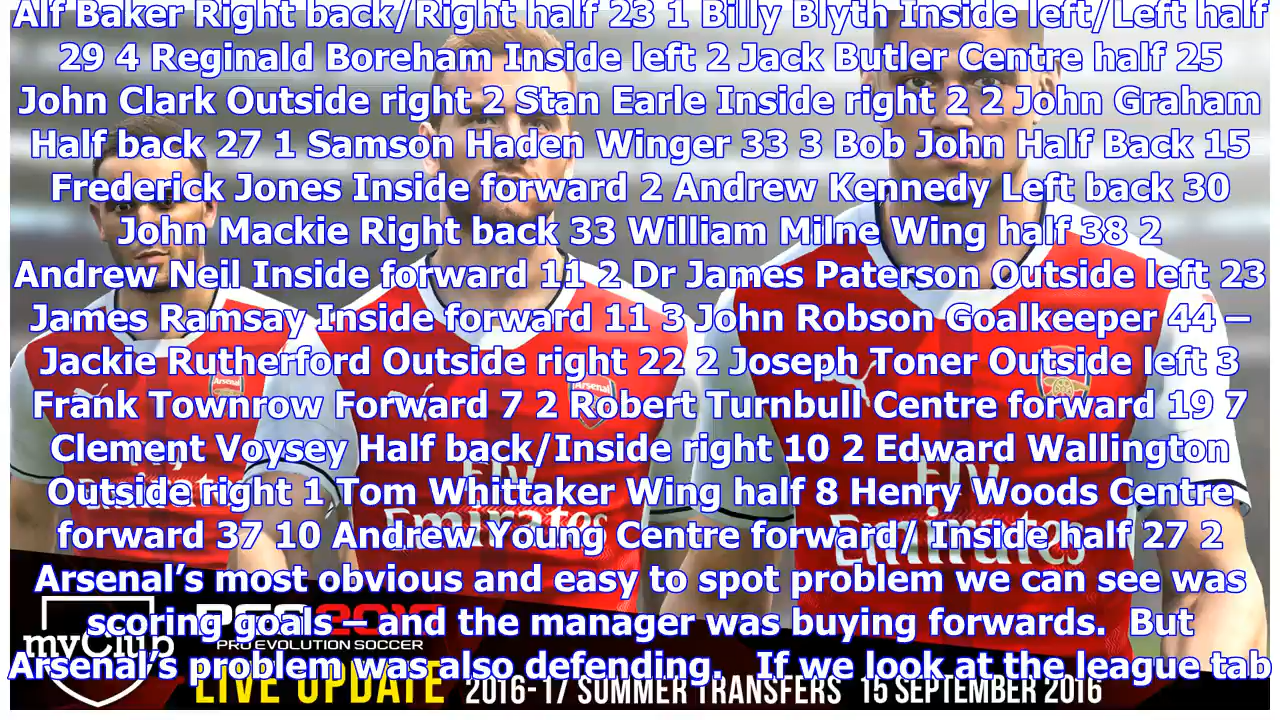 Alf Baker Right back/Right half 23 1 Billy Blyth Inside left/Left half
29 4 Reginald Boreham Inside left 2 Jack Butler Centre half 25
John Clark Outside right 2 Stan Earle Inside right 2 2 John Graham
Half back 27 1 Samson Haden Winger 33 3 Bob John Half Back 15
Frederick Jones Inside forward 2 Andrew Kennedy Left back 30
John Mackie Right back 33 William Milne Wing half 38 2
Andrew Neil Inside forward 11 2 Dr James Paterson Outside left 23
James Ramsay Inside forward 11 3 John Robson Goalkeeper 44 –
Jackie Rutherford Outside right 22 2 Joseph Toner Outside left 3
Frank Townrow Forward 7 2 Robert Turnbull Centre forward 19 7
Clement Voysey Half back/Inside right 10 2 Edward Wallington
Outside right 1 Tom Whittaker Wing half 8 Henry Woods Centre
forward 37 10 Andrew Young Centre forward/ Inside half 27 2
Arsenal’s most obvious and easy to spot problem we can see was
scoring goals – and the manager was buying forwards. But
Arsenal’s problem was also defending. If we look at the league tab
Arsenal
Arsenal
Fly
Emirates
Fly
Emirates
Fly
Emirates
myClub
PRO EVOLUTION SOCCER
LIVE UPDATE 2016-17 SUMMER TRANSFERS 15 SEPTEMBER 2016